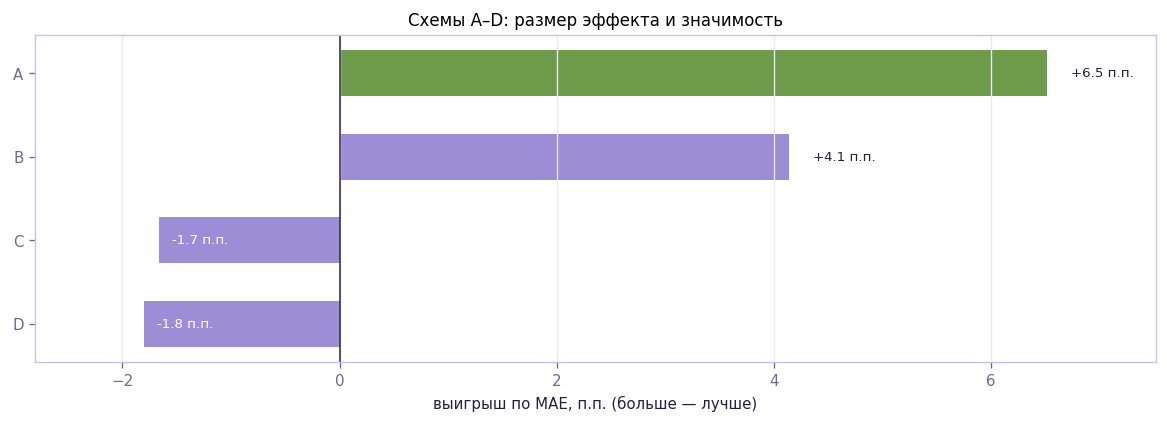 Схемы A–D: размер эффекта и значимость
A
+6.5 п.п.
B
+4.1 п.п.
C
-1.7 п.п.
D
-1.8 п.п.
−2 0 2 4 6
выигрыш по MAE, п.п. (больше — лучше)